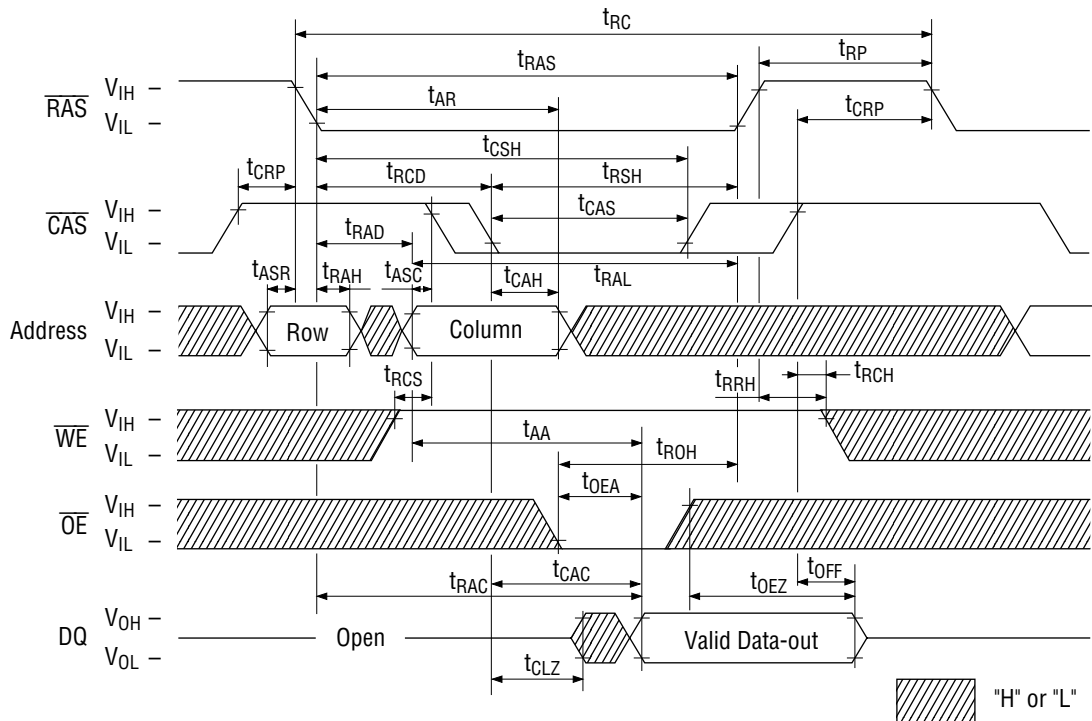 tRC
tRAS
tRP
RAS
VIH –
VIL –
tAR
tCRP
tCSH
tCRP
tRCD
tRSH
CAS
VIH –
VIL –
tCAS
tRAD
tRAL
tASR
tRAH
tASC
tCAH
Address
VIH –
VIL –
Row
Column
tRCS
tRRH
tRCH
WE
VIH –
VIL –
tAA
tROH
tOEA
OE
VIH –
VIL –
tCAC
tOFF
tRAC
tOEZ
DQ
VOH –
VOL –
Open
Valid Data-out
tCLZ
"H" or "L"